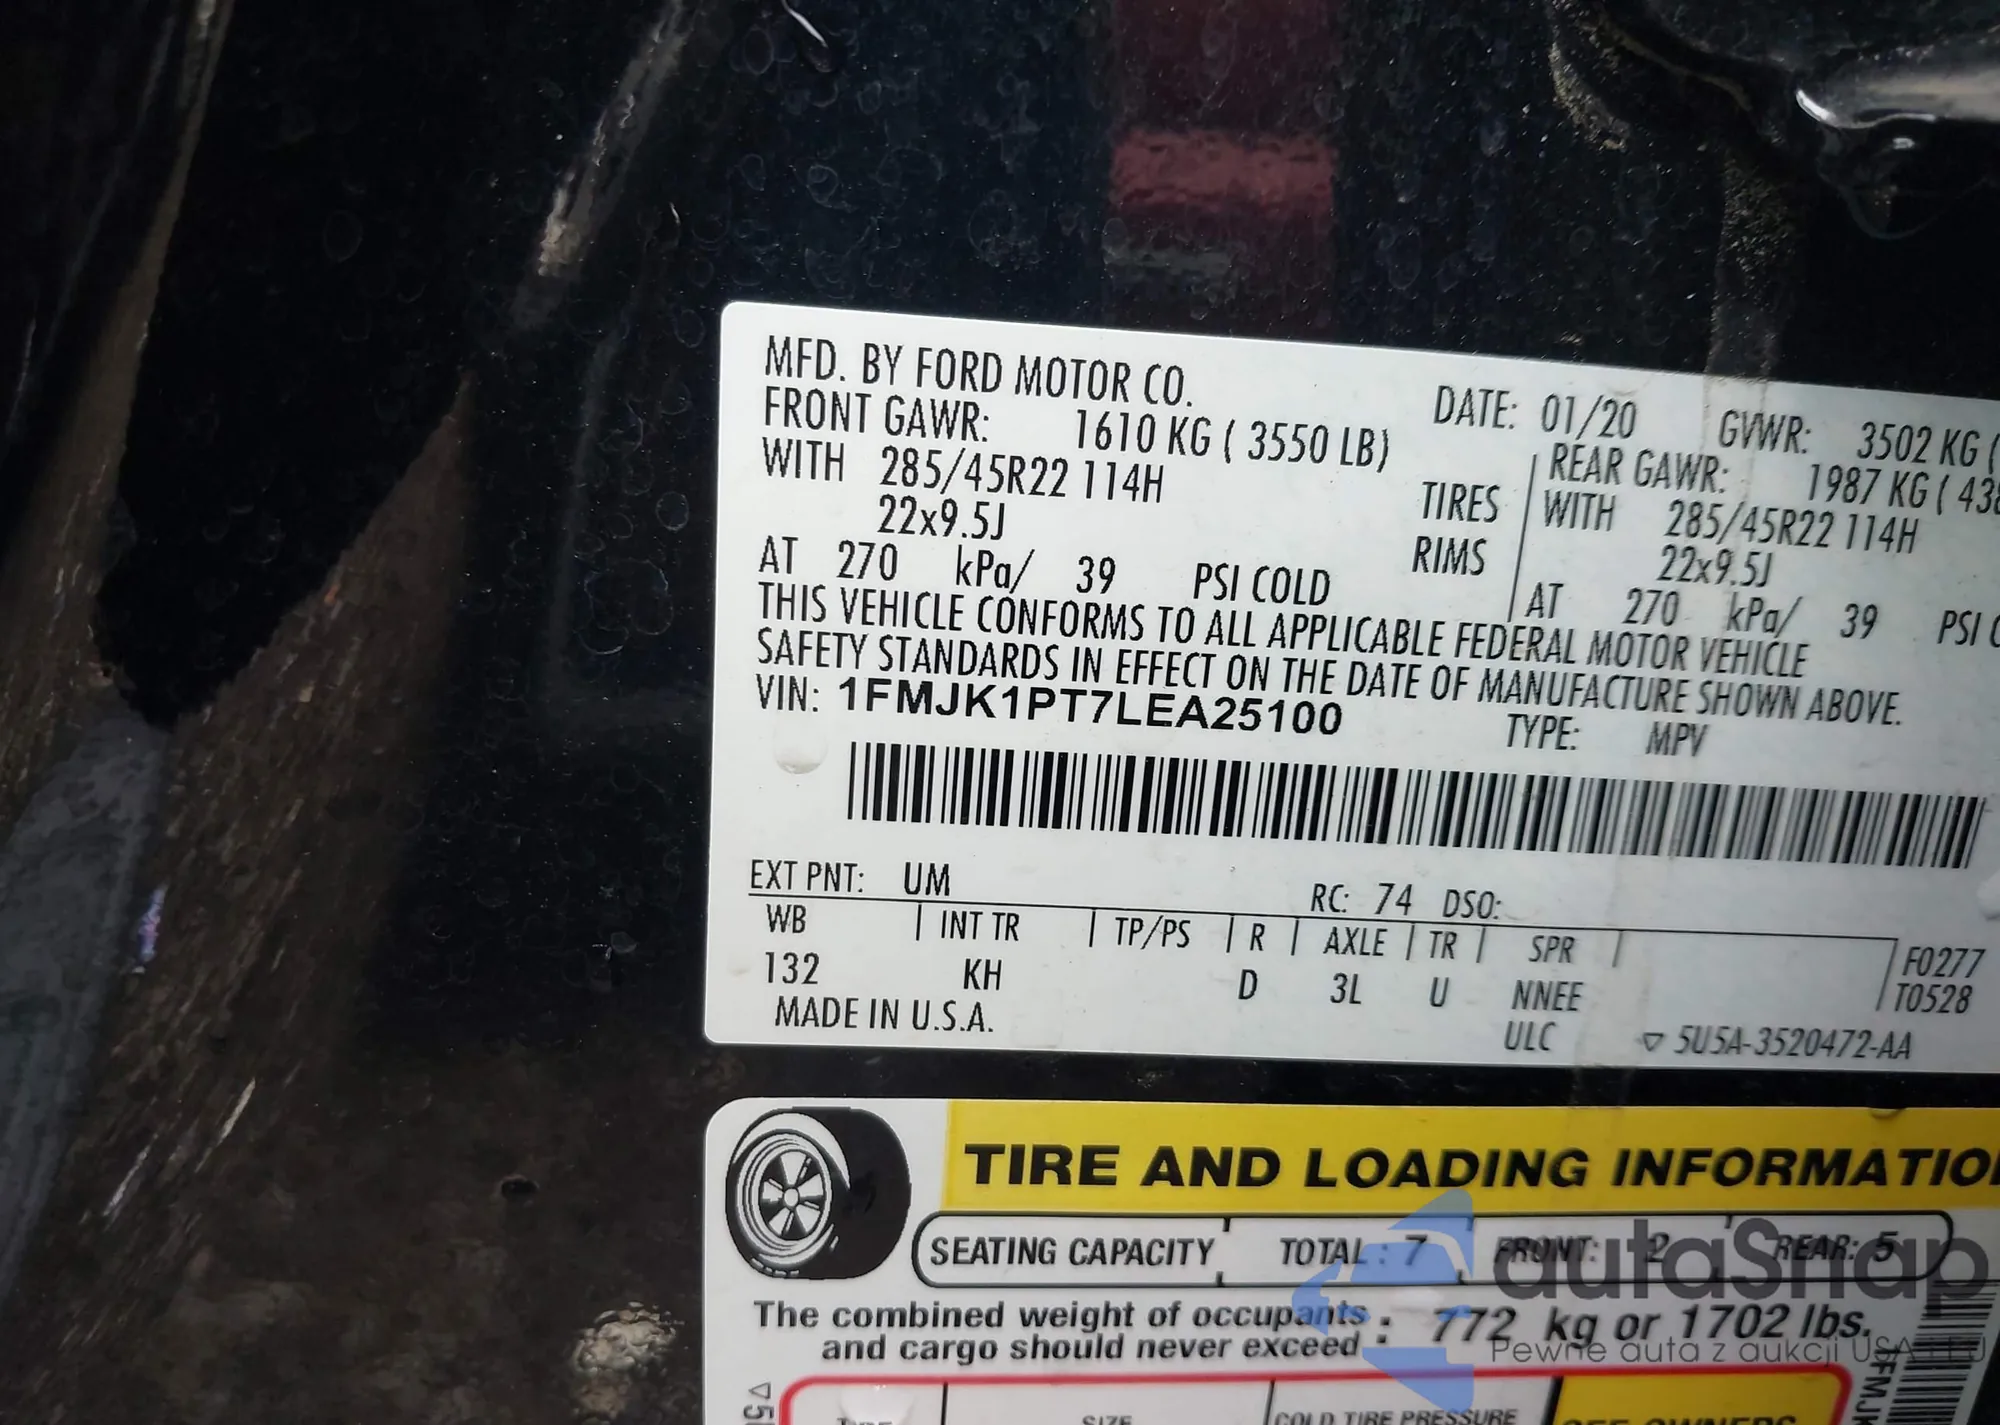 MFD. BY FORD MOTOR CO.
DATE: 01/20 GVWR: 3502 KG (
FRONT GAWR: 1610 KG ( 3550 LB) REAR GAWR: 1987 KG ( 438
WITH 285/45R22 114H TIRES WITH 285/45R22 114H
22x9.5J RIMS 22x9.5J
AT 270 kPa/ 39 PSI COLD AT 270 kPa/ 39 PSI C
THIS VEHICLE CONFORMS TO ALL APPLICABLE FEDERAL MOTOR VEHICLE
SAFETY STANDARDS IN EFFECT ON THE DATE OF MANUFACTURE SHOWN ABOVE.
VIN: 1FMJK1PT7LEA25100 TYPE: MPV
EXT PNT: UM RC: 74 DSO:
WB | INT TR | TP/PS | R | AXLE | TR | SPR | F0277
132 KH D 3L U NNEE T0528
MADE IN U.S.A. ULC ▽ 5U5A-3520472-AA
TIRE AND LOADING INFORMATIO
SEATING CAPACITY TOTAL : 7 FRONT: 2 REAR: 5
The combined weight of occupants
and cargo should never exceed : 772 kg or 1702 lbs.
autaSnap
Pewne auta z aukcji USA i EU
SIZE COLD TIRE PRESSURE